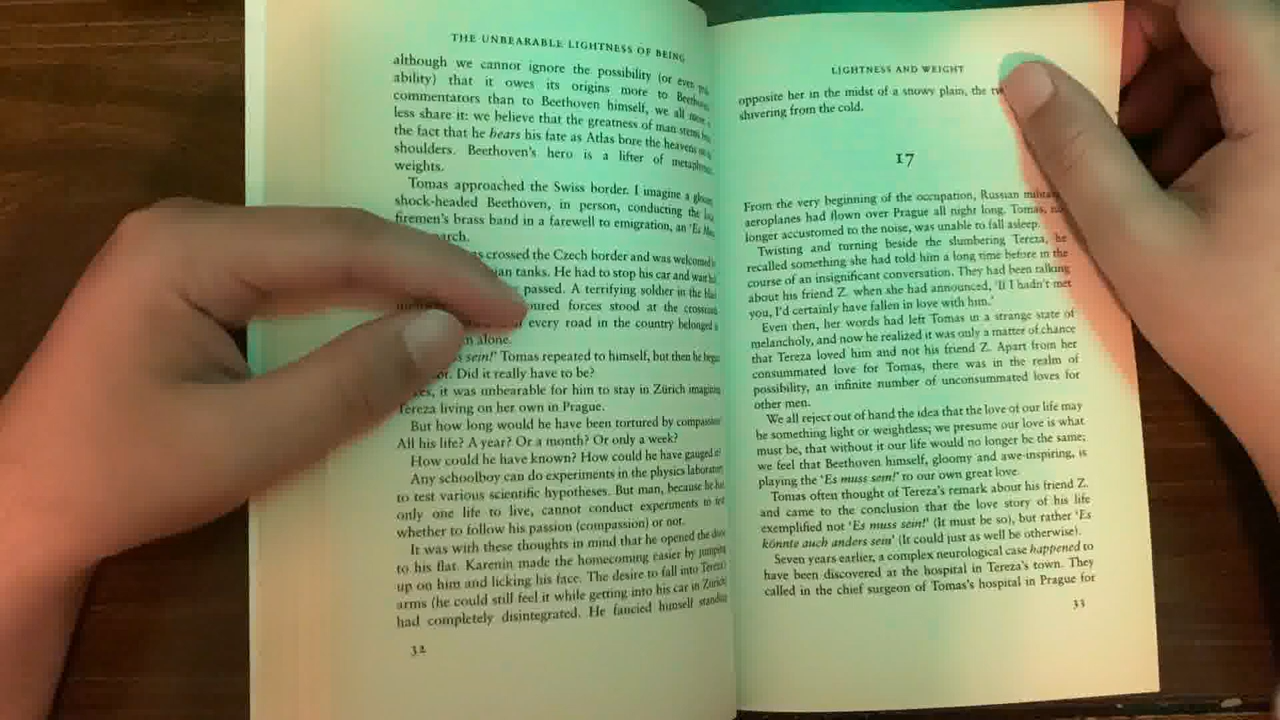 THE UNBEARABLE LIGHTNESS OF BEING
although we cannot ignore the possibility (or even
ability) that it owes its origins more to
commentators than to Beethoven himself, we all
less share it: we believe that the greatness of man stems
the fact that he bears his fate as Atlas bore the heavens
shoulders. Beethoven's hero is a lifter of
weights.
Tomas approached the Swiss border. I imagine a
shock-headed Beethoven, in person, conducting the
firemen's brass band in a farewell to emigration, an 'Es
crossed the Czech border and was welcomed
tanks. He had to stop his car and wait
passed. A terrifying soldier in the
forces stood at the
every road in the country belonged
alone.
sein!' Tomas repeated to himself, but then he
Did it really have to be?
it was unbearable for him to stay in Zürich
Tereza living on her own in Prague.
But how long would he have been tortured by compassion?
All his life? A year? Or a month? Or only a week?
How could he have known? How could he have gauged it?
Any schoolboy can do experiments in the physics
to test various scientific hypotheses. But man, because he
only one life to live, cannot conduct experiments to
whether to follow his passion (compassion) or not.
It was with these thoughts in mind that he opened the
to his flat. Karenin made the homecoming easier by jumping
up on him and licking his face. The desire to fall into
arms (he could still feel it while getting into his car in
had completely disintegrated. He fancied himself
32
LIGHTNESS AND WEIGHT
opposite her in the midst of a snowy plain, the
shivering from the cold.
17
From the very beginning of the occupation, Russian
aeroplanes had flown over Prague all night long. Tomas,
longer accustomed to the noise, was unable to fall asleep.
Twisting and turning beside the slumbering Tereza, he
recalled something she had told him a long time before in the
course of an insignificant conversation. They had been talking
about his friend Z. when she had announced, 'If I hadn't met
you, I'd certainly have fallen in love with him.'
Even then, her words had left Tomas in a strange state of
melancholy, and now he realized it was only a matter of chance
that Tereza loved him and not his friend Z. Apart from her
consummated love for Tomas, there was in the realm of
possibility, an infinite number of unconsummated loves for
other men.
We all reject out of hand the idea that the love of our life may
be something light or weightless; we presume our love is what
must be, that without it our life would no longer be the same;
we feel that Beethoven himself, gloomy and awe-inspiring, is
playing the 'Es muss sein!' to our own great love.
Tomas often thought of Tereza's remark about his friend Z.
and came to the conclusion that the love story of his life
exemplified not 'Es muss sein!' (It must be so), but rather 'Es
könnte auch anders sein' (It could just as well be otherwise).
Seven years earlier, a complex neurological case happened to
have been discovered at the hospital in Tereza's town. They
called in the chief surgeon of Tomas's hospital in Prague for
33